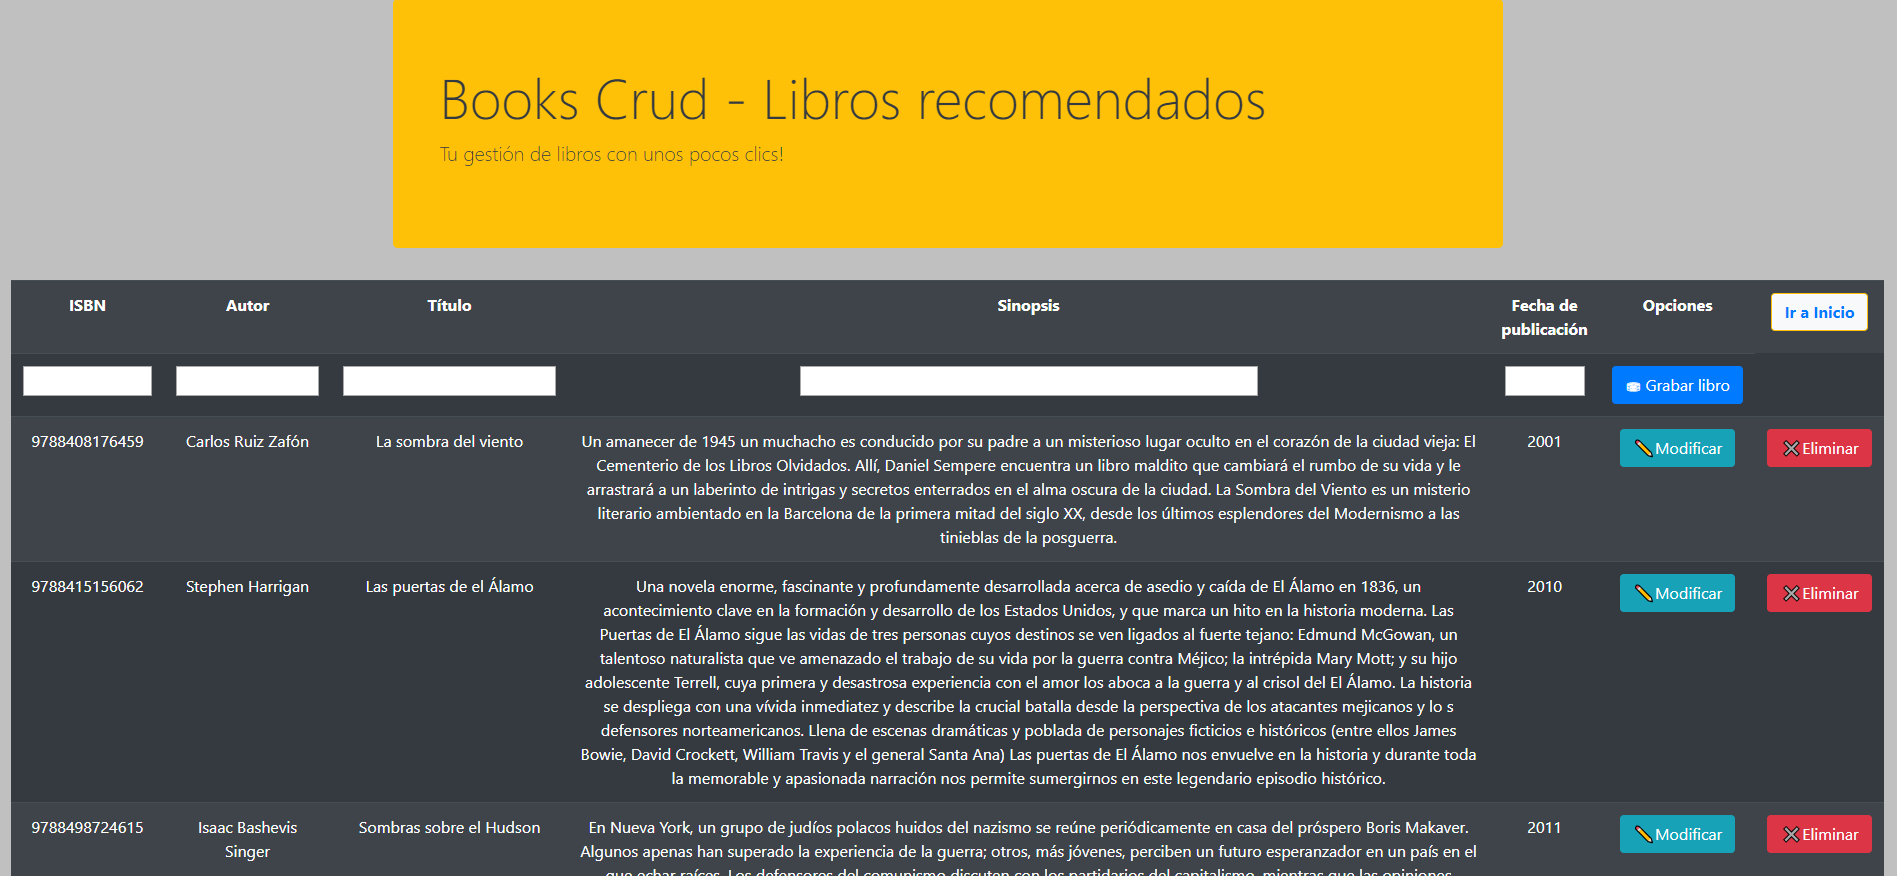 Books Crud - Libros recomendados
Tu gestión de libros con unos pocos clics!
ISBN Autor Título Sinopsis Fecha de publicación Opciones Ir a Inicio
Grabar libro
9788408176459 Carlos Ruiz Zafón La sombra del viento
Un amanecer de 1945 un muchacho es conducido por su padre a un misterioso lugar oculto en el corazón de la ciudad vieja: El
Cementerio de los Libros Olvidados. Allí, Daniel Sempere encuentra un libro maldito que cambiará el rumbo de su vida y le
arrastrará a un laberinto de intrigas y secretos enterrados en el alma oscura de la ciudad. La Sombra del Viento es un misterio
literario ambientado en la Barcelona de la primera mitad del siglo XX, desde los últimos esplendores del Modernismo a las
tinieblas de la posguerra.
2001 Modificar Eliminar
9788415156062 Stephen Harrigan Las puertas de el Álamo
Una novela enorme, fascinante y profundamente desarrollada acerca de asedio y caída de El Álamo en 1836, un
acontecimiento clave en la formación y desarrollo de los Estados Unidos, y que marca un hito en la historia moderna. Las
Puertas de El Álamo sigue las vidas de tres personas cuyos destinos se ven ligados al fuerte tejano: Edmund McGowan, un
talentoso naturalista que ve amenazado el trabajo de su vida por la guerra contra Méjico; la intrépida Mary Mott; y su hijo
adolescente Terrell, cuya primera y desastrosa experiencia con el amor los aboca a la guerra y al crisol del El Álamo. La historia
se despliega con una vívida inmediatez y describe la crucial batalla desde la perspectiva de los atacantes mejicanos y lo s
defensores norteamericanos. Llena de escenas dramáticas y poblada de personajes ficticios e históricos (entre ellos James
Bowie, David Crockett, William Travis y el general Santa Ana) Las puertas de El Álamo nos envuelve en la historia y durante toda
la memorable y apasionada narración nos permite sumergirnos en este legendario episodio histórico.
2010 Modificar Eliminar
9788498724615 Isaac Bashevis Singer Sombras sobre el Hudson
En Nueva York, un grupo de judíos polacos huidos del nazismo se reúne periódicamente en casa del próspero Boris Makaver.
Algunos apenas han superado la experiencia de la guerra; otros, más jóvenes, perciben un futuro esperanzador en un país en el
que echar raíces. Los defensores del comunismo discuten con los partidarios del capitalismo, mientras que las opiniones
2011 Modificar Eliminar